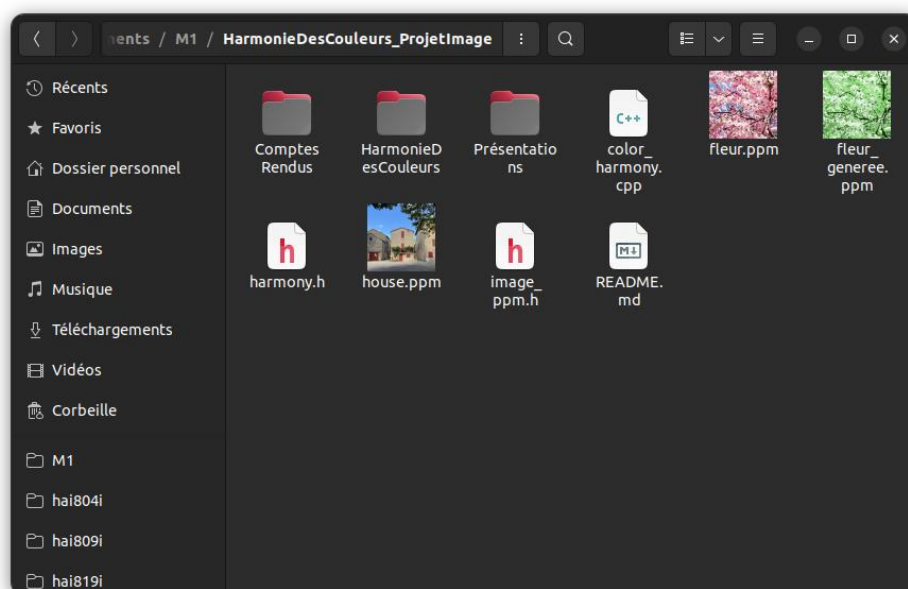 ents / M1 / HarmonieDesCouleurs_ProjetImage
Récents
Favoris
Dossier personnel
Documents
Images
Musique
Téléchargements
Vidéos
Corbeille
M1
hai804i
hai809i
hai819i
Comptes
Rendus
HarmonieD
esCouleurs
Présentatio
ns
C++
color_
harmony.
cpp
fleur.ppm
fleur_
generee.
ppm
h
harmony.h
house.ppm
h
image_
ppm.h
M↓
README.
md